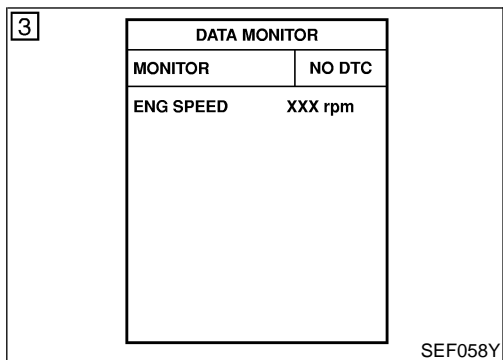 3
DATA MONITOR
MONITOR NO DTC
ENG SPEED XXX rpm
SEF058Y